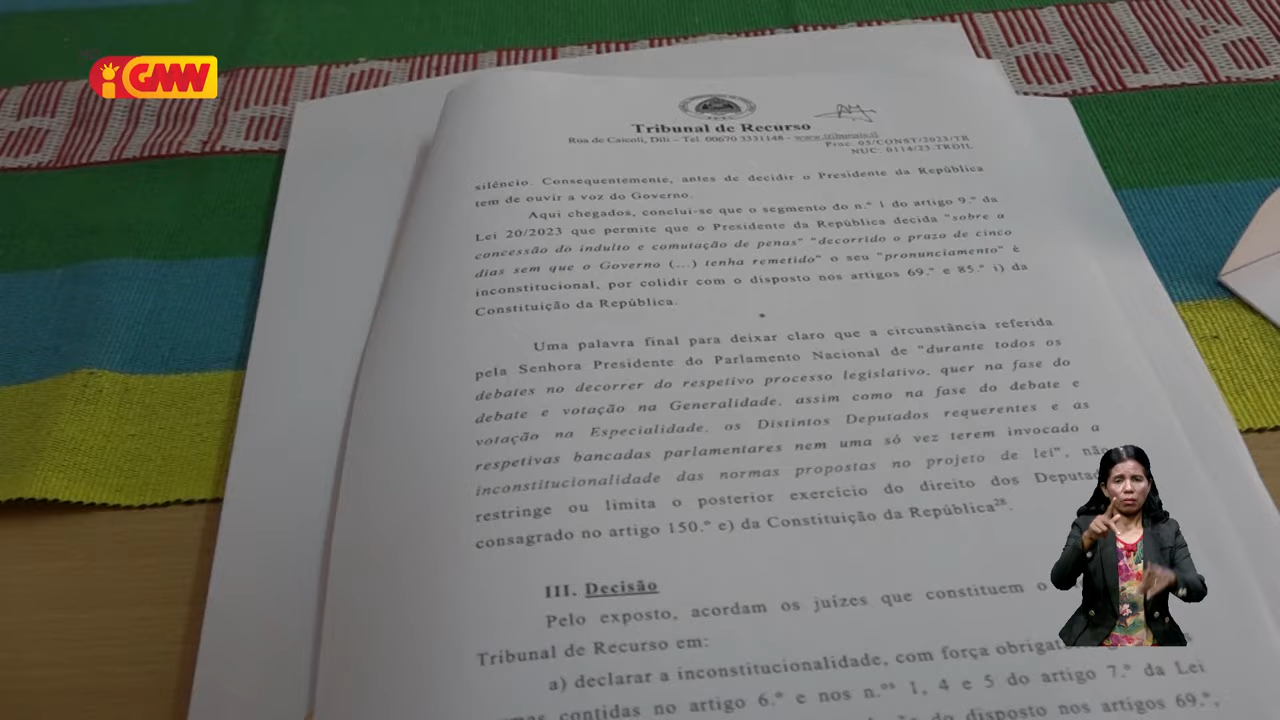 GMW
Tribunal de Recurso
Rua de Caicoli, Dili – Tel. 00670 3331148 - www.tribunais.tl
Proc. 05/CONST/2023/TR
NUC. 0114/23.TRDIL
silêncio. Consequentemente, antes de decidir o Presidente da República
tem de ouvir a voz do Governo.
Aqui chegados, conclui-se que o segmento do n.º 1 do artigo 9.º da
Lei 20/2023 que permite que o Presidente da República decida "sobre a
concessão do indulto e comutação de penas" "decorrido o prazo de cinco
dias sem que o Governo (...) tenha remetido" o seu "pronunciamento" é
inconstitucional, por colidir com o disposto nos artigos 69.º e 85.º i) da
Constituição da República.
*
Uma palavra final para deixar claro que a circunstância referida
pela Senhora Presidente do Parlamento Nacional de "durante todos os
debates no decorrer do respetivo processo legislativo, quer na fase do
debate e votação na Generalidade, assim como na fase do debate e
votação na Especialidade, os Distintos Deputados requerentes e as
respetivas bancadas parlamentares nem uma só vez terem invocado a
inconstitucionalidade das normas propostas no projeto de lei", não
restringe ou limita o posterior exercício do direito dos Deputad
consagrado no artigo 150.º e) da Constituição da República28.
III. Decisão
Pelo exposto, acordam os juízes que constituem o
Tribunal de Recurso em:
a) declarar a inconstitucionalidade, com força obrigat
contidas no artigo 6.º e nos n.ºs 1, 4 e 5 do artigo 7.º da Lei
do disposto nos artigos 69.º,